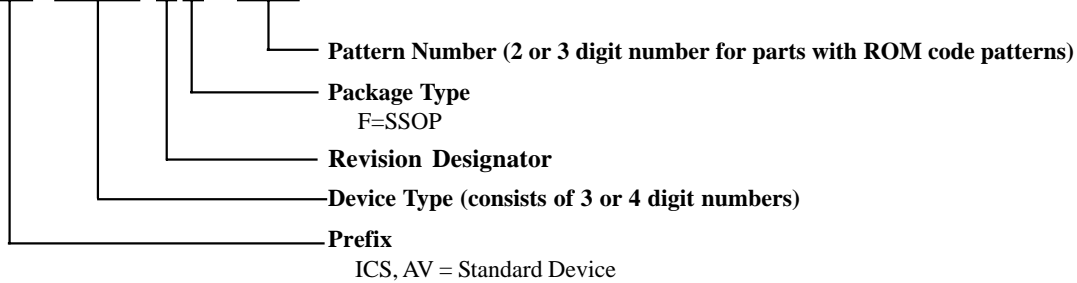 Pattern Number (2 or 3 digit number for parts with ROM code patterns)
Package Type
F=SSOP
Revision Designator
Device Type (consists of 3 or 4 digit numbers)
Prefix
ICS, AV = Standard Device